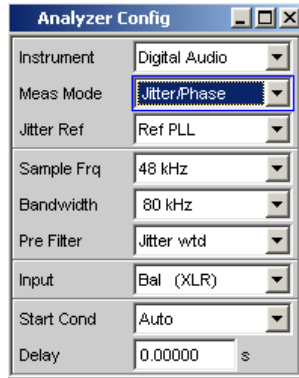 Analyzer Config
Instrument Digital Audio
Meas Mode Jitter/Phase
Jitter Ref Ref PLL
Sample Frq 48 kHz
Bandwidth 80 kHz
Pre Filter Jitter wtd
Input Bal (XLR)
Start Cond Auto
Delay 0.00000 s